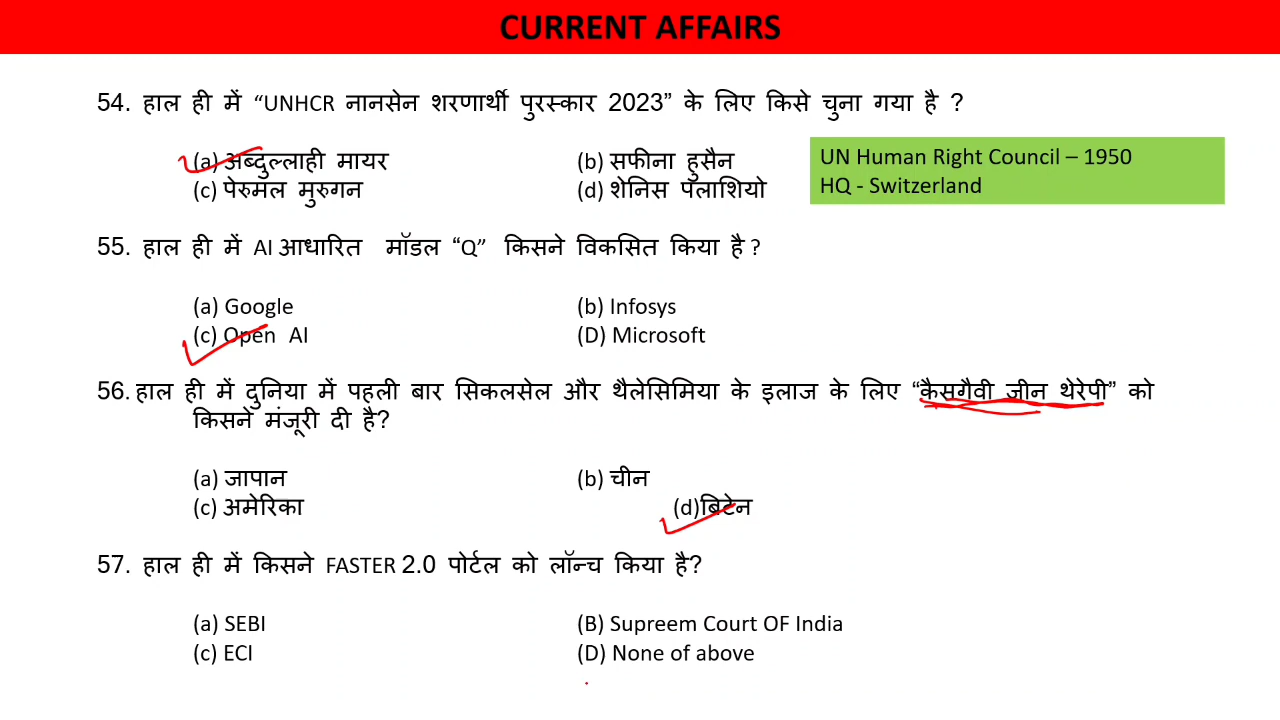 CURRENT AFFAIRS
54. हाल ही में “UNHCR नानसेन शरणार्थी पुरस्कार 2023” के लिए किसे चुना गया है ?
(a) अब्दुल्लाही मायर (b) सफीना हुसैन
(c) पेरुमल मुरुगन (d) शेनिस पलाशियो
UN Human Right Council – 1950
HQ - Switzerland
55. हाल ही में AI आधारित मॉडल “Q” किसने विकसित किया है ?
(a) Google (b) Infosys
(c) Open AI (D) Microsoft
56. हाल ही में दुनिया में पहली बार सिकलसेल और थैलेसिमिया के इलाज के लिए “कैसगैवी जीन थेरेपी” को
किसने मंजूरी दी है?
(a) जापान (b) चीन
(c) अमेरिका (d)ब्रिटेन
57. हाल ही में किसने FASTER 2.0 पोर्टल को लॉन्च किया है?
(a) SEBI (B) Supreem Court OF India
(c) ECI (D) None of above